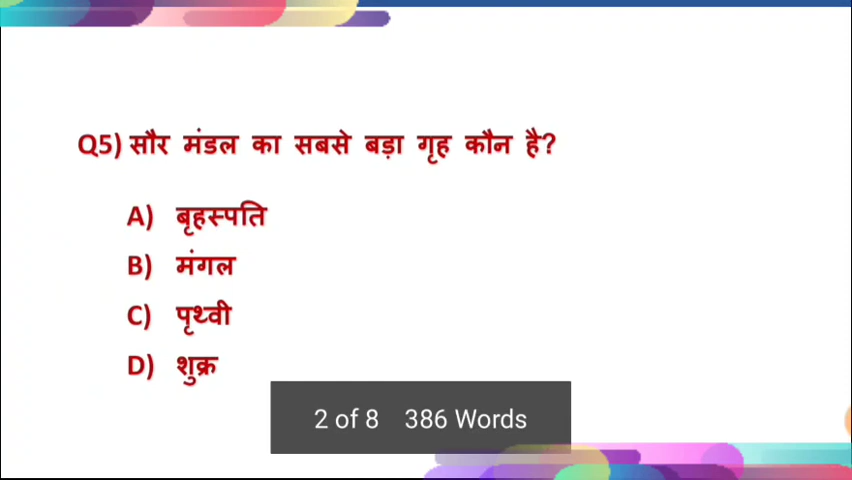 Q5) सौर मंडल का सबसे बड़ा गृह कौन है?
A) बृहस्पति
B) मंगल
C) पृथ्वी
D) शुक्र
2 of 8 386 Words